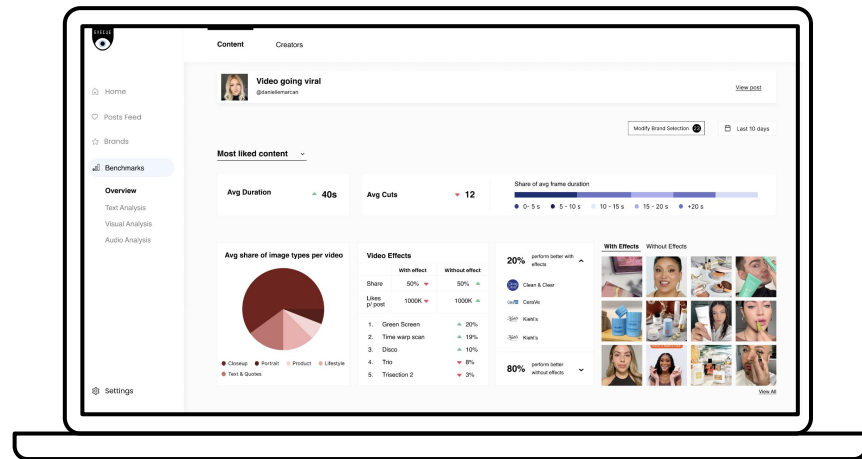 EYECUE
Content
Creators
Home
Posts Feed
Brands
Benchmarks
Overview
Text Analysis
Visual Analysis
Audio Analysis
Settings
Video going viral
@daniellemarcan
View post
Modify Brand Selection 23
Last 10 days
Most liked content
Avg Duration
40s
Avg Cuts
12
Share of avg frame duration
0- 5 s
5 - 10 s
10 - 15 s
15 - 20 s
+20 s
Avg share of image types per video
Closeup
Portrait
Product
Lifestyle
Text & Quotes
Video Effects
With effect
Without effect
Share
50%
50%
Likes
p/ post
1000K
1000K
1. Green Screen 20%
2. Time warp scan 19%
3. Disco 10%
4. Trio 8%
5. Trisection 2 3%
20%
perform better with
effects
Clean & Clear
CeraVe
Kiehl's
Kiehl's
80%
perform better
without effects
With Effects
Without Effects
View All